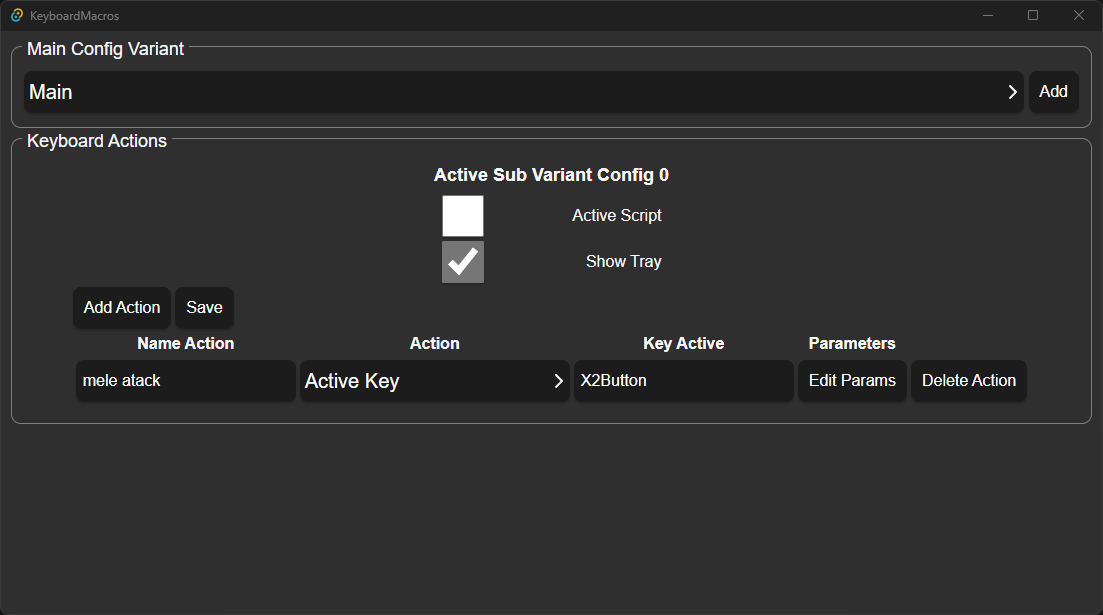 KeyboardMacros
Main Config Variant
Main Add
Keyboard Actions
Active Sub Variant Config 0
Active Script
Show Tray
Add Action Save
Name Action Action Key Active Parameters
mele atack Active Key X2Button Edit Params Delete Action